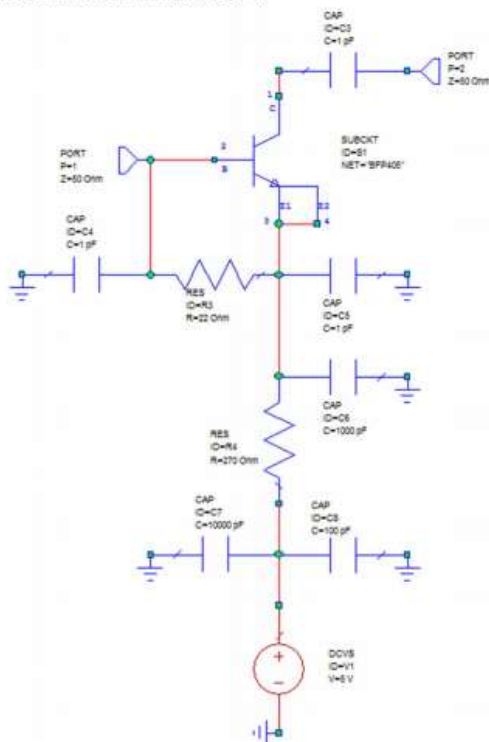 CAP
ID=C3
C=1 pF
PORT
P=2
Z=50 Ohm
1
C
SUBCKT
ID=S1
NET="BFP405"
PORT
P=1
Z=50 Ohm
2
B
E1
E2
3
4
CAP
ID=C4
C=1 pF
RES
ID=R3
R=22 Ohm
CAP
ID=C5
C=1 pF
CAP
ID=C6
C=1000 pF
RES
ID=R4
R=270 Ohm
CAP
ID=C7
C=10000 pF
CAP
ID=C8
C=100 pF
DCVS
ID=V1